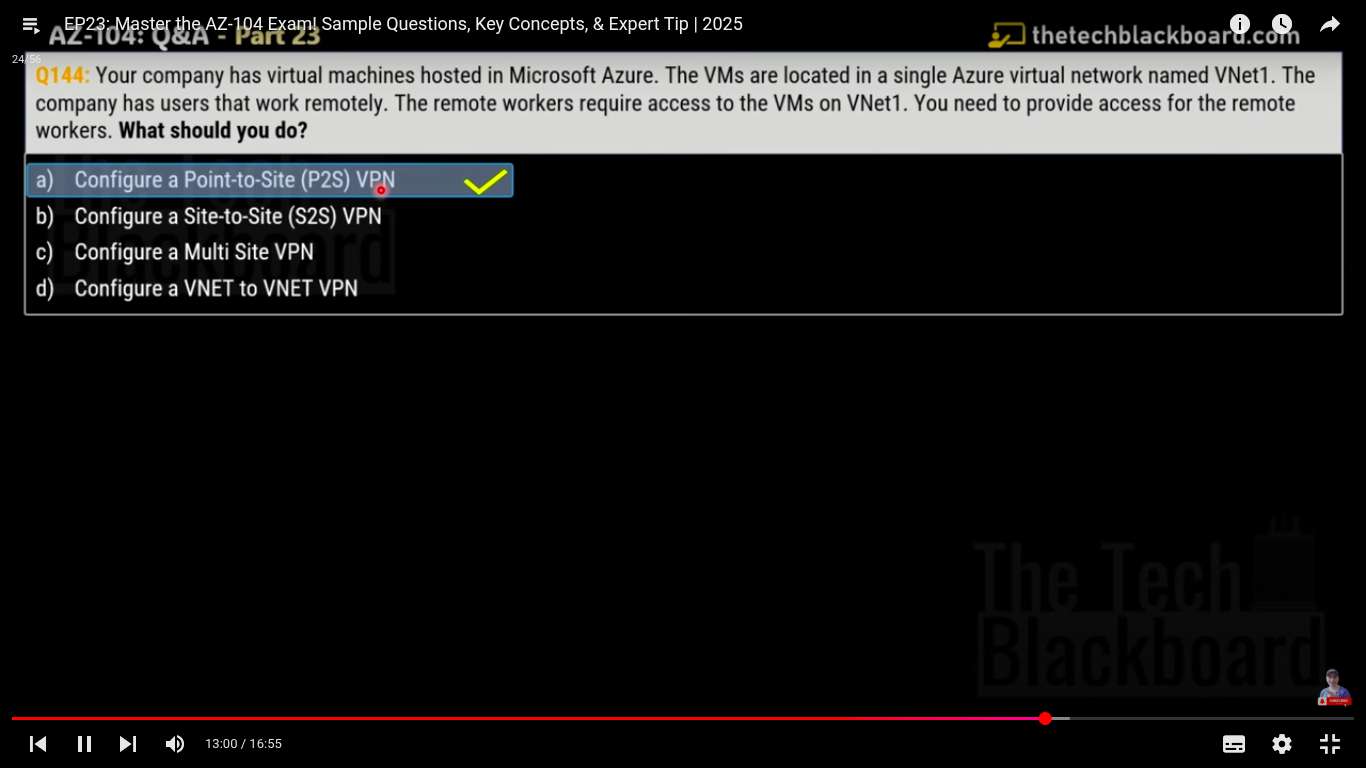 EP23: Master the AZ-104 Exam! Sample Questions, Key Concepts, & Expert Tip | 2025
AZ-104: Q&A - Part 23
thetechblackboard.com
24/56
Q144: Your company has virtual machines hosted in Microsoft Azure. The VMs are located in a single Azure virtual network named VNet1. The
company has users that work remotely. The remote workers require access to the VMs on VNet1. You need to provide access for the remote
workers. What should you do?
a) Configure a Point-to-Site (P2S) VPN
b) Configure a Site-to-Site (S2S) VPN
c) Configure a Multi Site VPN
d) Configure a VNET to VNET VPN
The Tech
Blackboard
The Tech
Blackboard
13:00 / 16:55